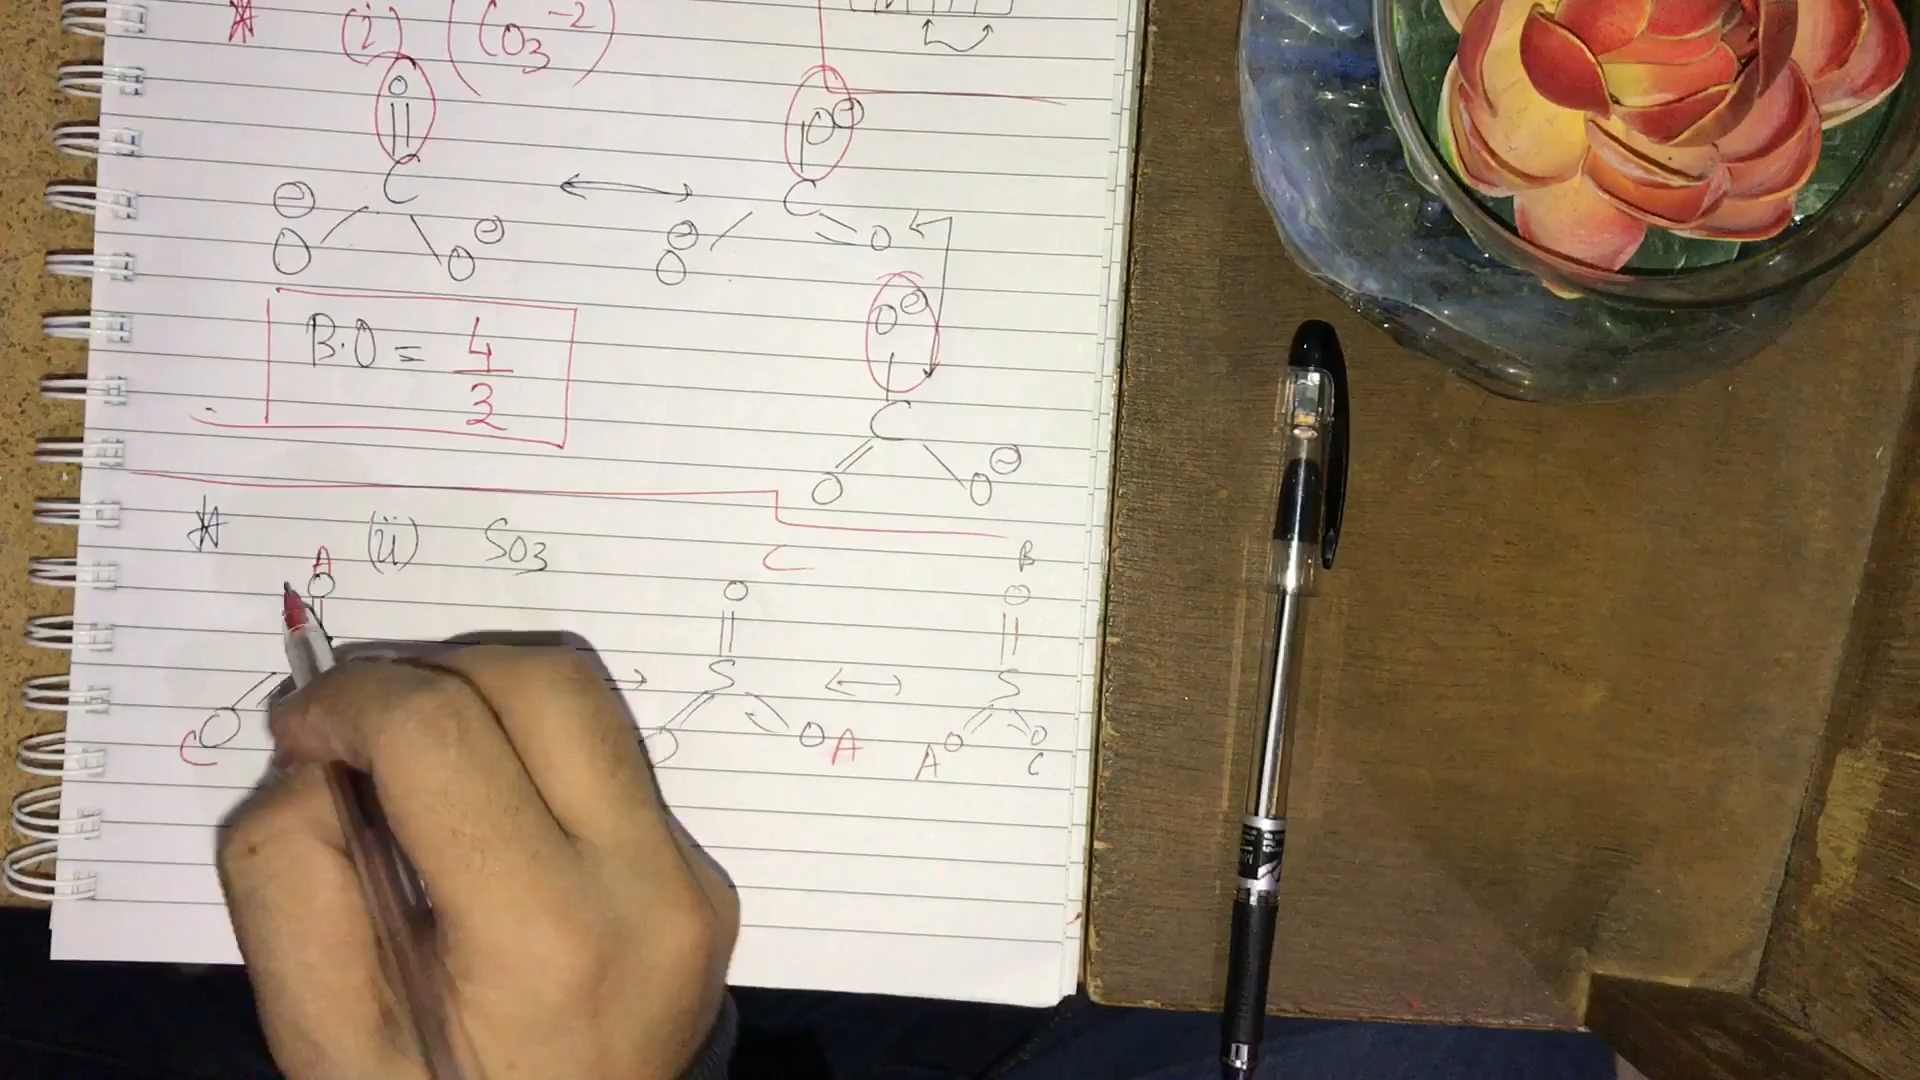 (i) (CO3⁻²)
O
O⊖
C
C
⊖
⊖
⊖
O
O
O
O
O⊖
B.O = 4/3
C
⊖
O
O
(ii) SO3
A
C
B
O
O
O
S
S
O
O
O A
O
O
C
A
C